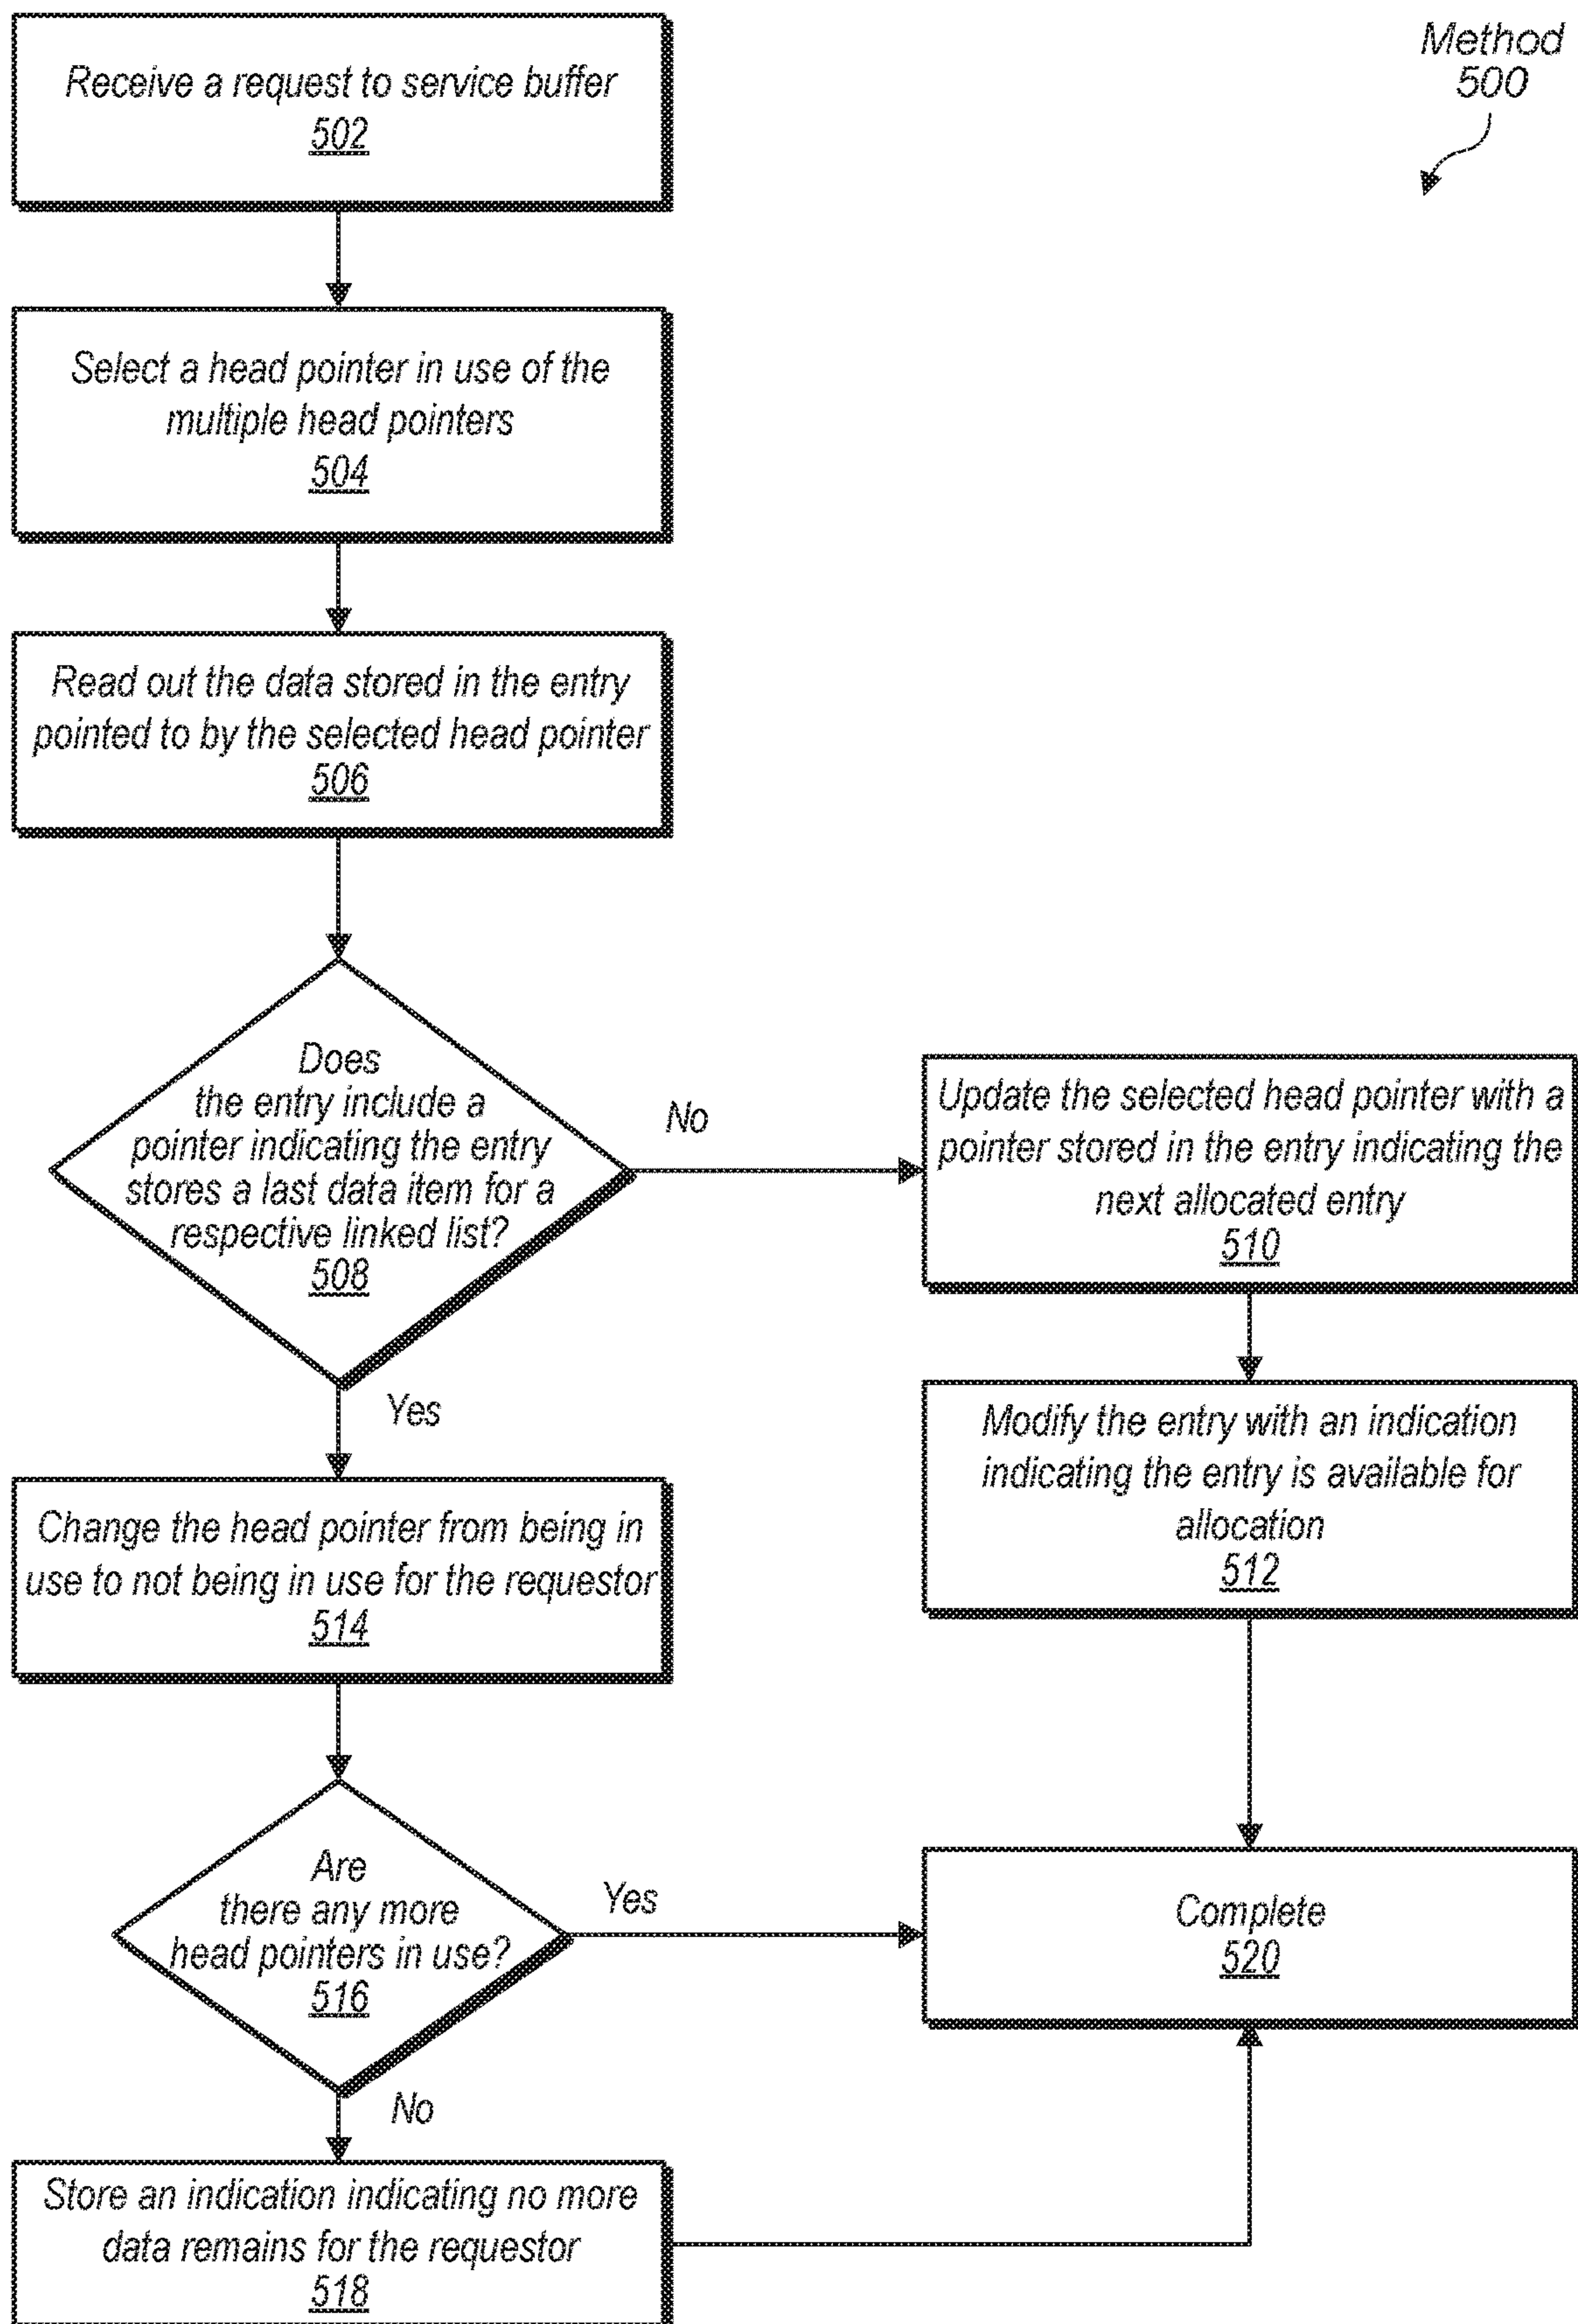 Method
500
Receive a request to service buffer
502
Select a head pointer in use of the
multiple head pointers
504
Read out the data stored in the entry
pointed to by the selected head pointer
506
Does
the entry include a
pointer indicating the entry
stores a last data item for a
respective linked list?
508
No
Yes
Update the selected head pointer with a
pointer stored in the entry indicating the
next allocated entry
510
Modify the entry with an indication
indicating the entry is available for
allocation
512
Change the head pointer from being in
use to not being in use for the requestor
514
Are
there any more
head pointers in use?
516
Yes
No
Complete
520
Store an indication indicating no more
data remains for the requestor
518